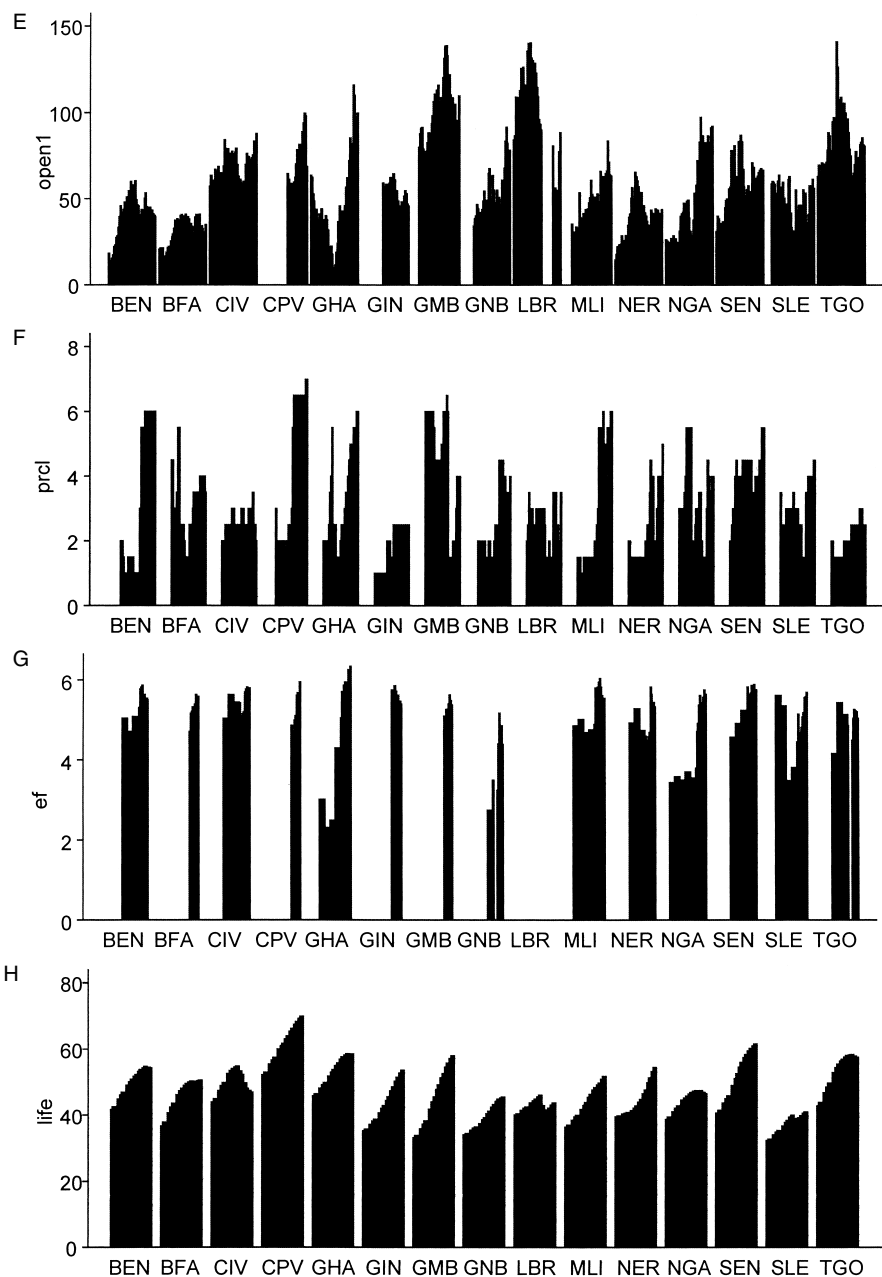 E
150
100
50
0
open1
BEN BFA CIV CPV GHA GIN GMB GNB LBR MLI NER NGA SEN SLE TGO
F
8
6
4
2
0
prcl
BEN BFA CIV CPV GHA GIN GMB GNB LBR MLI NER NGA SEN SLE TGO
G
6
4
2
0
ef
BEN BFA CIV CPV GHA GIN GMB GNB LBR MLI NER NGA SEN SLE TGO
H
80
60
40
20
0
life
BEN BFA CIV CPV GHA GIN GMB GNB LBR MLI NER NGA SEN SLE TGO